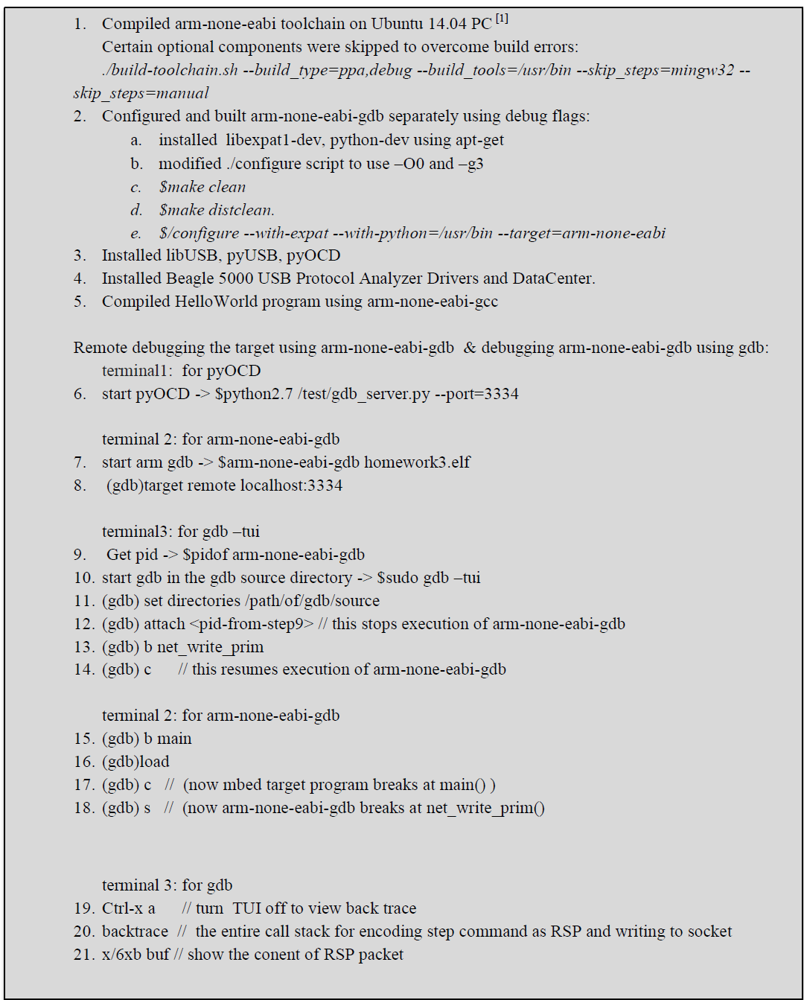 1. Compiled arm-none-eabi toolchain on Ubuntu 14.04 PC [1]
Certain optional components were skipped to overcome build errors:
./build-toolchain.sh --build_type=ppa,debug --build_tools=/usr/bin --skip_steps=mingw32 --
skip_steps=manual
2. Configured and built arm-none-eabi-gdb separately using debug flags:
a. installed libexpat1-dev, python-dev using apt-get
b. modified ./configure script to use –O0 and –g3
c. $make clean
d. $make distclean.
e. $/configure --with-expat --with-python=/usr/bin --target=arm-none-eabi
3. Installed libUSB, pyUSB, pyOCD
4. Installed Beagle 5000 USB Protocol Analyzer Drivers and DataCenter.
5. Compiled HelloWorld program using arm-none-eabi-gcc
Remote debugging the target using arm-none-eabi-gdb & debugging arm-none-eabi-gdb using gdb:
terminal1: for pyOCD
6. start pyOCD -> $python2.7 /test/gdb_server.py --port=3334
terminal 2: for arm-none-eabi-gdb
7. start arm gdb -> $arm-none-eabi-gdb homework3.elf
8. (gdb)target remote localhost:3334
terminal3: for gdb –tui
9. Get pid -> $pidof arm-none-eabi-gdb
10. start gdb in the gdb source directory -> $sudo gdb –tui
11. (gdb) set directories /path/of/gdb/source
12. (gdb) attach <pid-from-step9> // this stops execution of arm-none-eabi-gdb
13. (gdb) b net_write_prim
14. (gdb) c // this resumes execution of arm-none-eabi-gdb
terminal 2: for arm-none-eabi-gdb
15. (gdb) b main
16. (gdb)load
17. (gdb) c // (now mbed target program breaks at main() )
18. (gdb) s // (now arm-none-eabi-gdb breaks at net_write_prim()
terminal 3: for gdb
19. Ctrl-x a // turn TUI off to view back trace
20. backtrace // the entire call stack for encoding step command as RSP and writing to socket
21. x/6xb buf // show the conent of RSP packet